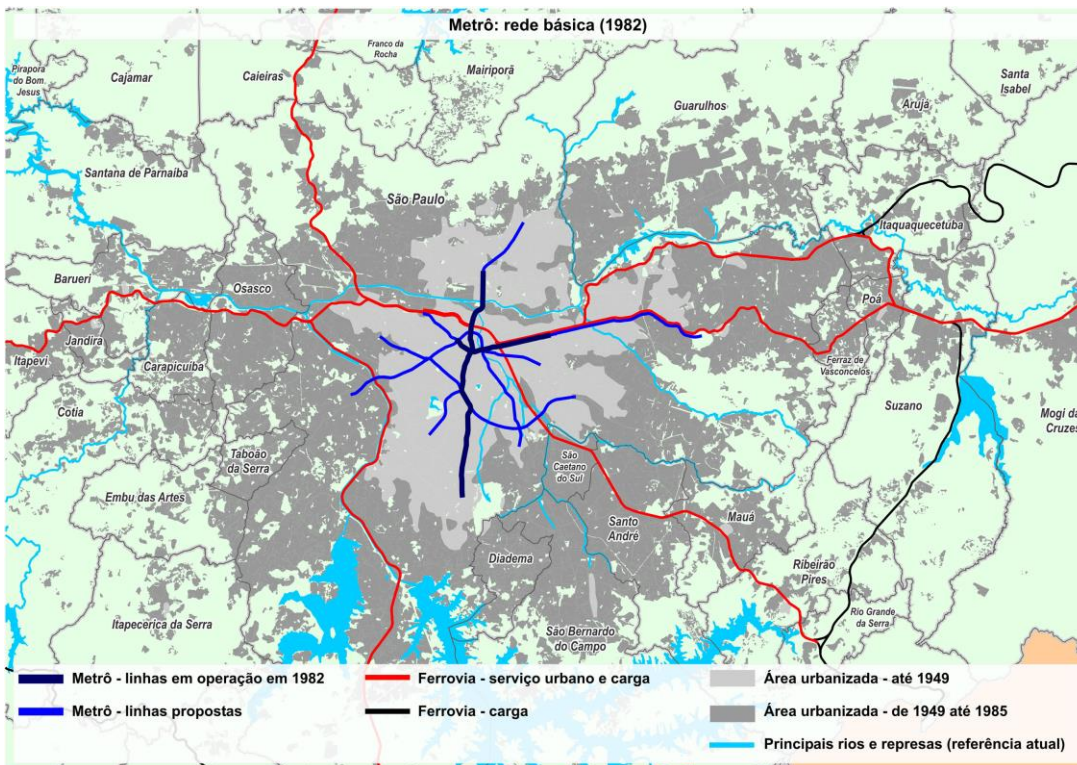 Metrô: rede básica (1982)
Pirapora
do Bom
Jesus
Cajamar
Caieiras
Franco da
Rocha
Mairiporã
Guarulhos
Arujá
Santa
Isabel
Santana de Parnaíba
São Paulo
Itaquaquecetuba
Barueri
Osasco
Poá
Jandira
Itapevi
Carapicuíba
Ferraz de
Vasconcelos
Suzano
Cotia
Mogi da
Cruzes
Taboão
da Serra
São
Caetano
do Sul
Embu das Artes
Santo
André
Mauá
Diadema
Ribeirão
Pires
Itapecerica da Serra
São Bernardo
do Campo
Rio Grande
da Serra
Metrô - linhas em operação em 1982
Ferrovia - serviço urbano e carga
Área urbanizada - até 1949
Metrô - linhas propostas
Ferrovia - carga
Área urbanizada - de 1949 até 1985
Principais rios e represas (referência atual)